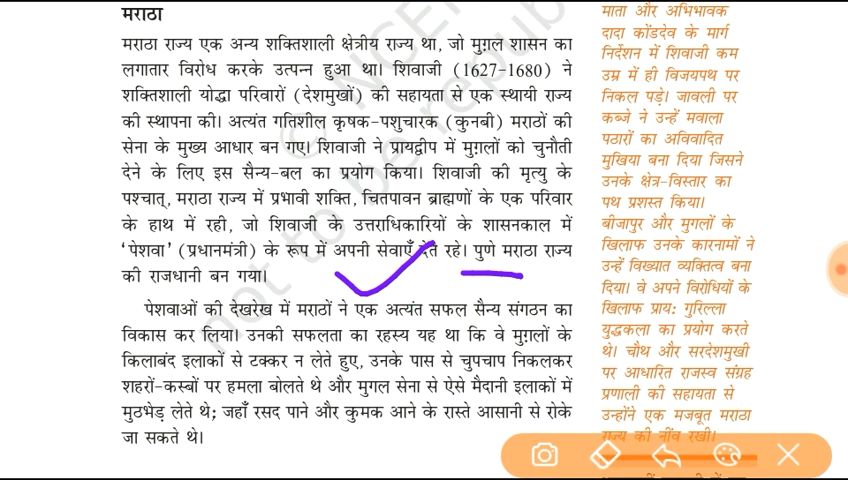 मराठा
मराठा राज्य एक अन्य शक्तिशाली क्षेत्रीय राज्य था, जो मुग़ल शासन का
लगातार विरोध करके उत्पन्न हुआ था। शिवाजी (1627-1680) ने
शक्तिशाली योद्धा परिवारों (देशमुखों) की सहायता से एक स्थायी राज्य
की स्थापना की। अत्यंत गतिशील कृषक-पशुचारक (कुनबी) मराठों की
सेना के मुख्य आधार बन गए। शिवाजी ने प्रायद्वीप में मुग़लों को चुनौती
देने के लिए इस सैन्य-बल का प्रयोग किया। शिवाजी की मृत्यु के
पश्चात्, मराठा राज्य में प्रभावी शक्ति, चितपावन ब्राह्मणों के एक परिवार
के हाथ में रही, जो शिवाजी के उत्तराधिकारियों के शासनकाल में
‘पेशवा’ (प्रधानमंत्री) के रूप में अपनी सेवाएँ देते रहे। पुणे मराठा राज्य
की राजधानी बन गया।
पेशवाओं की देखरेख में मराठों ने एक अत्यंत सफल सैन्य संगठन का
विकास कर लिया। उनकी सफलता का रहस्य यह था कि वे मुग़लों के
किलाबंद इलाकों से टक्कर न लेते हुए, उनके पास से चुपचाप निकलकर
शहरों-कस्बों पर हमला बोलते थे और मुगल सेना से ऐसे मैदानी इलाकों में
मुठभेड़ लेते थे; जहाँ रसद पाने और कुमक आने के रास्ते आसानी से रोके
जा सकते थे।
माता और अभिभावक
दादा कोंडदेव के मार्ग
निर्देशन में शिवाजी कम
उम्र में ही विजयपथ पर
निकल पड़े। जावली पर
कब्जे ने उन्हें मवाला
पठारों का अविवादित
मुखिया बना दिया जिसने
उनके क्षेत्र-विस्तार का
पथ प्रशस्त किया।
बीजापुर और मुगलों के
खिलाफ उनके कारनामों ने
उन्हें विख्यात व्यक्तित्व बना
दिया। वे अपने विरोधियों के
खिलाफ प्राय: गुरिल्ला
युद्धकला का प्रयोग करते
थे। चौथ और सरदेशमुखी
पर आधारित राजस्व संग्रह
प्रणाली की सहायता से
उन्होंने एक मजबूत मराठा
राज्य की नींव रखी।